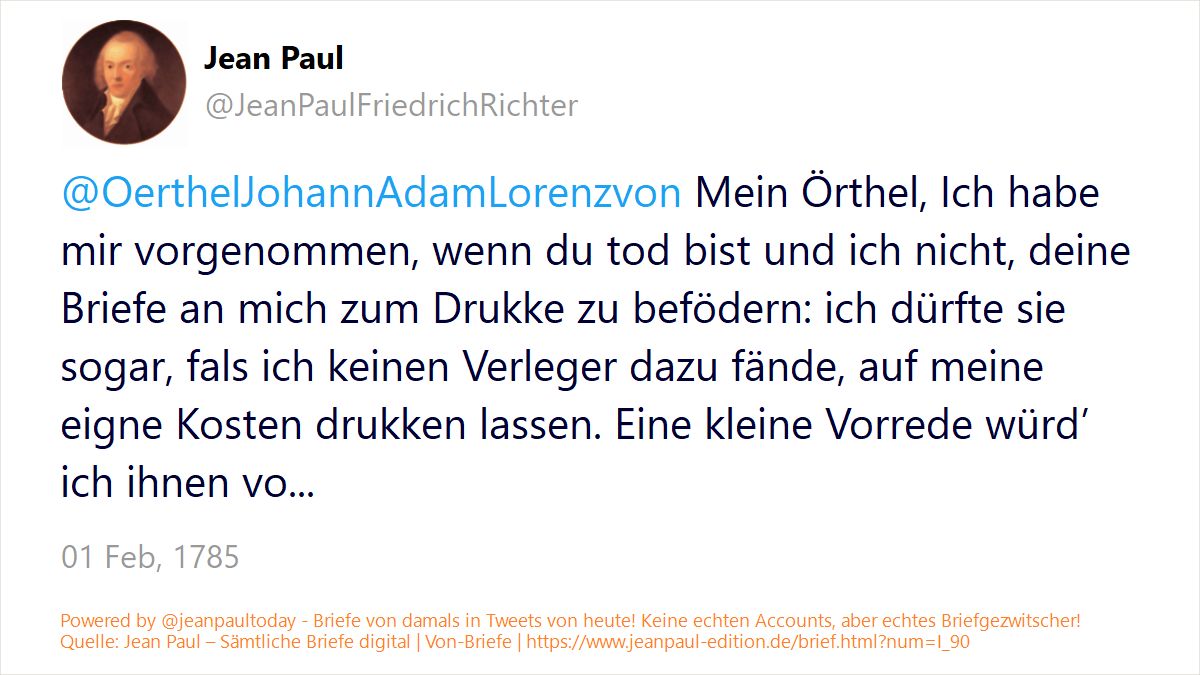 Jean Paul
@JeanPaulFriedrichRichter
@OerthelJohannAdamLorenzvon Mein Örthel, Ich habe
mir vorgenommen, wenn du tod bist und ich nicht, deine
Briefe an mich zum Drukke zu befödern: ich dürfte sie
sogar, fals ich keinen Verleger dazu fände, auf meine
eigne Kosten drukken lassen. Eine kleine Vorrede würd’
ich ihnen vo...
01 Feb, 1785
Powered by @jeanpaultoday - Briefe von damals in Tweets von heute! Keine echten Accounts, aber echtes Briefgezwitscher!
Quelle: Jean Paul – Sämtliche Briefe digital | Von-Briefe | https://www.jeanpaul-edition.de/brief.html?num=I_90